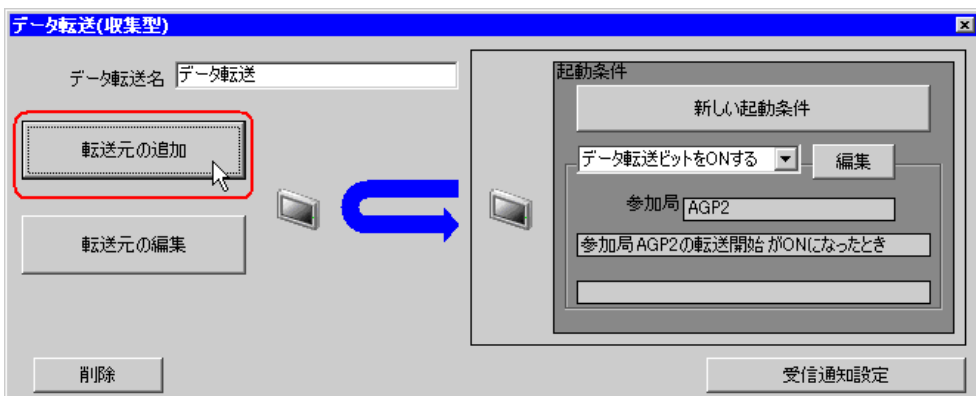 データ転送(収集型)
データ転送名 データ転送
転送元の追加
転送元の編集
削除
起動条件
新しい起動条件
データ転送ビットをONする 編集
参加局 AGP2
参加局 AGP2の転送開始 がONになったとき
受信通知設定